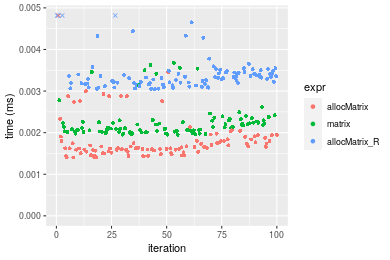 0.005
0.004
0.003
0.002
0.001
0.000
time (ms)
0
25
50
75
100
iteration
expr
allocMatrix
matrix
allocMatrix_R